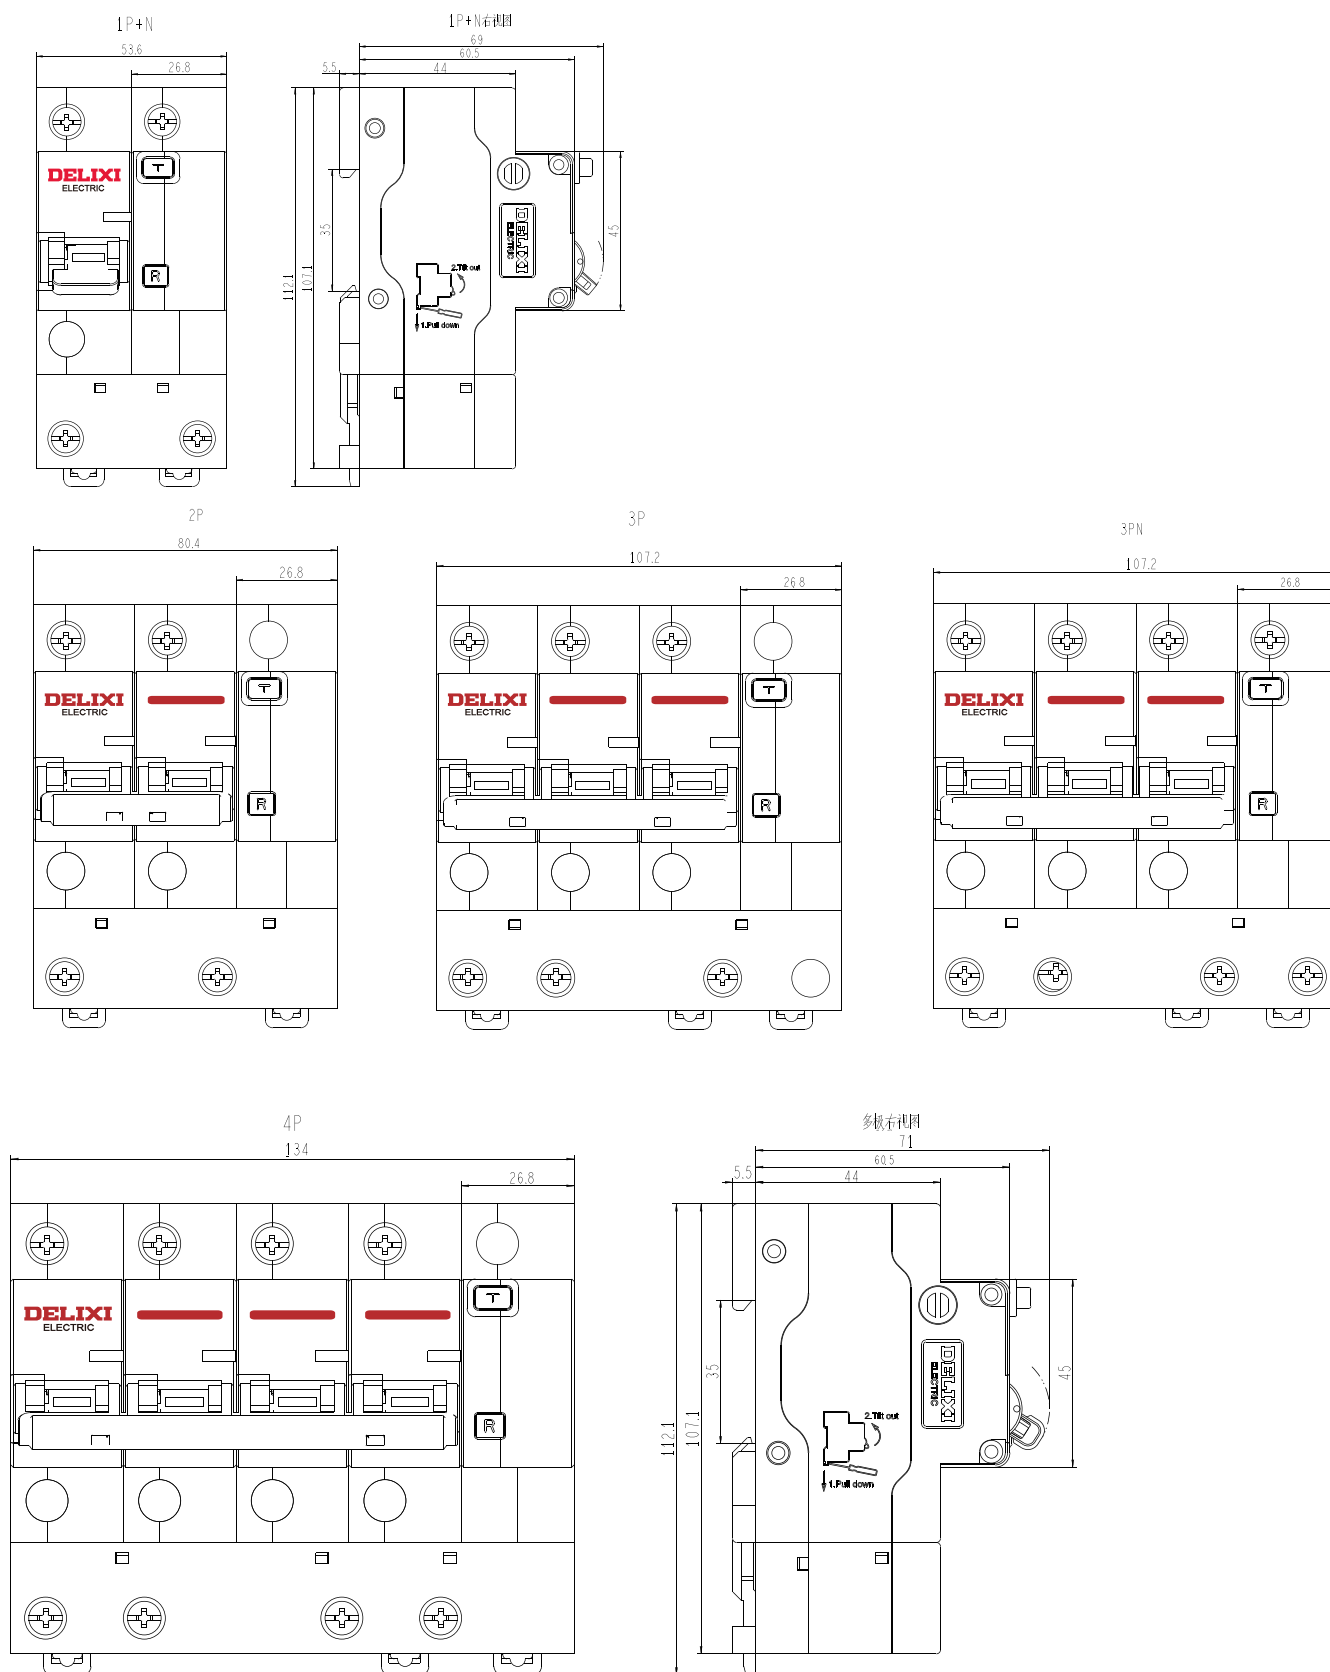 1P+N
53.6
26.8
DELIXI
ELECTRIC
T
R
1P+N右视图
69
60.5
5.5
44
35
45
107.1
112.1
DELIXI
ELECTRIC
2.Tilt out
1.Pull down
2P
80.4
26.8
DELIXI
ELECTRIC
T
R
3P
107.2
26.8
DELIXI
ELECTRIC
T
R
3PN
107.2
26.8
DELIXI
ELECTRIC
T
R
4P
134
26.8
DELIXI
ELECTRIC
T
R
多极右视图
71
60.5
5.5
44
35
45
107.1
112.1
DELIXI
ELECTRIC
2.Tilt out
1.Pull down